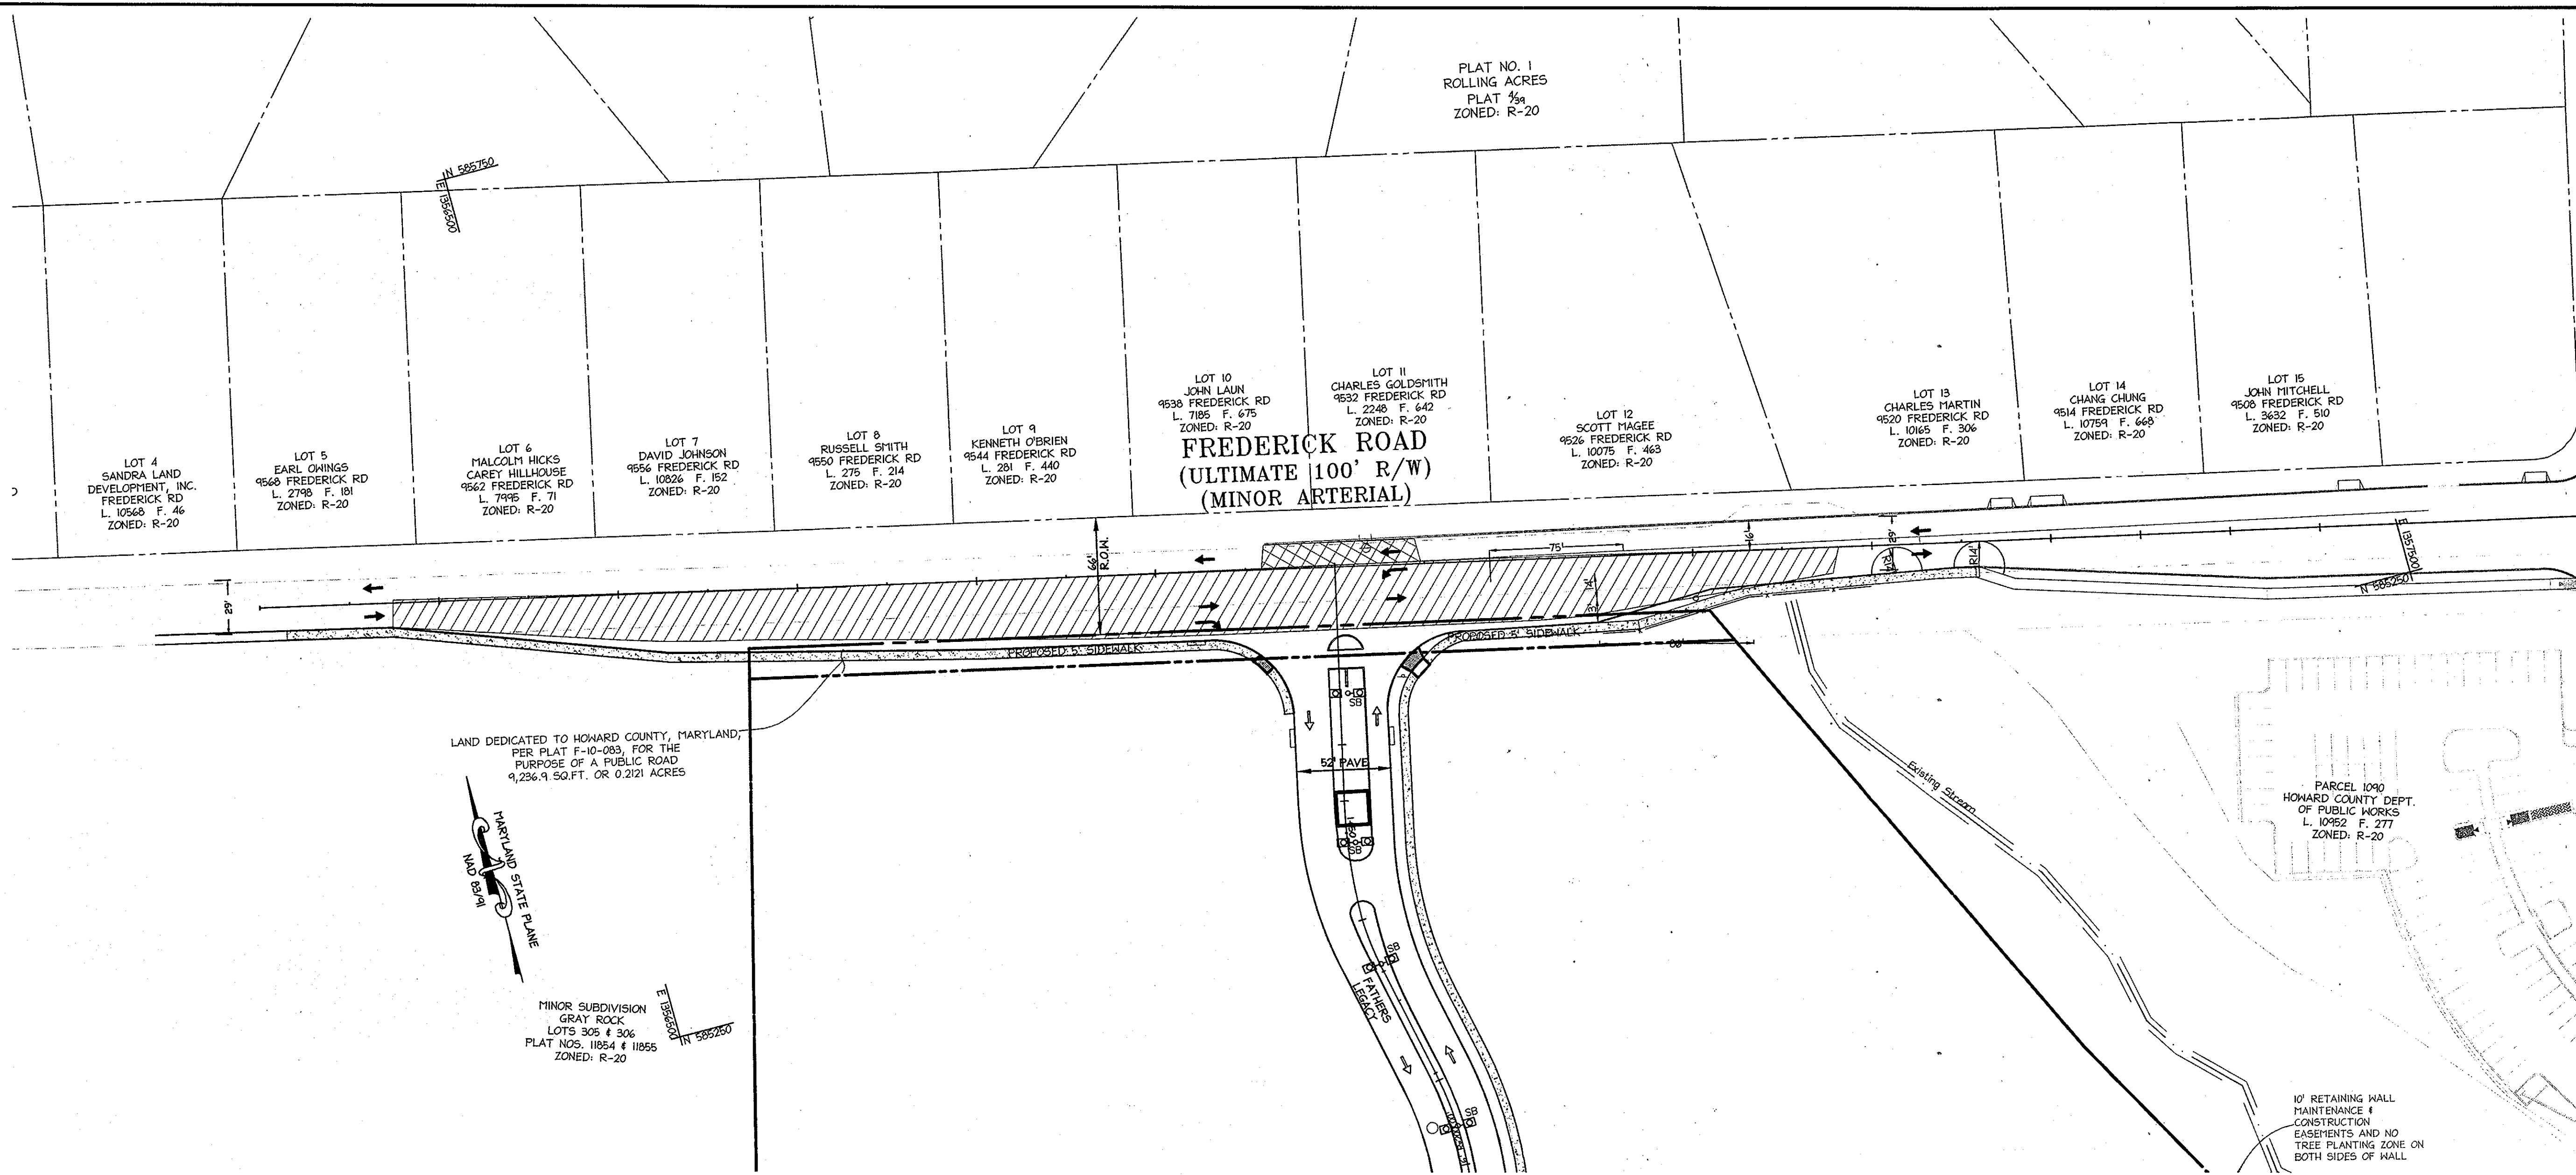 PLAT NO. 1
ROLLING ACRES
PLAT 4/39
ZONED: R-20
N 585750
E 1356500
LOT 4
SANDRA LAND
DEVELOPMENT, INC.
FREDERICK RD
L. 10568 F. 46
ZONED: R-20
LOT 5
EARL OWINGS
9568 FREDERICK RD
L. 2798 F. 181
ZONED: R-20
LOT 6
MALCOLM HICKS
CAREY HILLHOUSE
9562 FREDERICK RD
L. 7995 F. 71
ZONED: R-20
LOT 7
DAVID JOHNSON
9556 FREDERICK RD
L. 10826 F. 152
ZONED: R-20
LOT 8
RUSSELL SMITH
9550 FREDERICK RD
L. 275 F. 214
ZONED: R-20
LOT 9
KENNETH O'BRIEN
9544 FREDERICK RD
L. 281 F. 440
ZONED: R-20
LOT 10
JOHN LAUN
9538 FREDERICK RD
L. 7185 F. 675
ZONED: R-20
LOT 11
CHARLES GOLDSMITH
9532 FREDERICK RD
L. 2248 F. 642
ZONED: R-20
LOT 12
SCOTT MAGEE
9526 FREDERICK RD
L. 10075 F. 463
ZONED: R-20
LOT 13
CHARLES MARTIN
9520 FREDERICK RD
L. 10165 F. 306
ZONED: R-20
LOT 14
CHANG CHUNG
9514 FREDERICK RD
L. 10759 F. 668
ZONED: R-20
LOT 15
JOHN MITCHELL
9508 FREDERICK RD
L. 3632 F. 510
ZONED: R-20
FREDERICK ROAD
(ULTIMATE 100' R/W)
(MINOR ARTERIAL)
29'
66'
R.O.W.
75'
16'
29'
R14'
R14'
14'
3'
E 1357500
N 585250
PROPOSED 5' SIDEWALK
PROPOSED 5' SIDEWALK
LAND DEDICATED TO HOWARD COUNTY, MARYLAND,
PER PLAT F-10-083, FOR THE
PURPOSE OF A PUBLIC ROAD
9,236.9 SQ.FT. OR 0.2121 ACRES
SB
52' PAVE
SB
MARYLAND STATE PLANE
NAD 83/91
SB
FATHERS
LEGACY
SB
Existing Stream
PARCEL 1090
HOWARD COUNTY DEPT.
OF PUBLIC WORKS
L. 10952 F. 277
ZONED: R-20
MINOR SUBDIVISION
GRAY ROCK
LOTS 305 & 306
PLAT NOS. 11854 & 11855
ZONED: R-20
E 1356500
N 585250
10' RETAINING WALL
MAINTENANCE &
CONSTRUCTION
EASEMENTS AND NO
TREE PLANTING ZONE ON
BOTH SIDES OF WALL